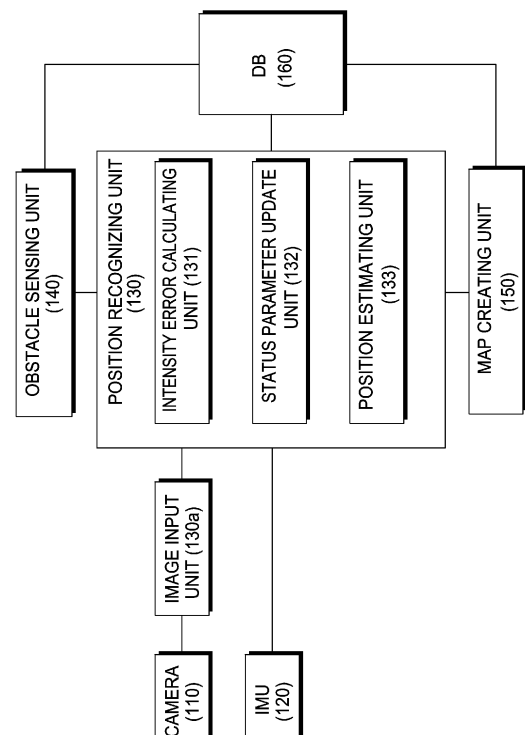 OBSTACLE SENSING UNIT
(140)
DB
(160)
POSITION RECOGNIZING UNIT
(130)
INTENSITY ERROR CALCULATING
UNIT (131)
STATUS PARAMETER UPDATE
UNIT (132)
POSITION ESTIMATING UNIT
(133)
MAP CREATING UNIT
(150)
IMAGE INPUT
UNIT (130a)
CAMERA
(110)
IMU
(120)